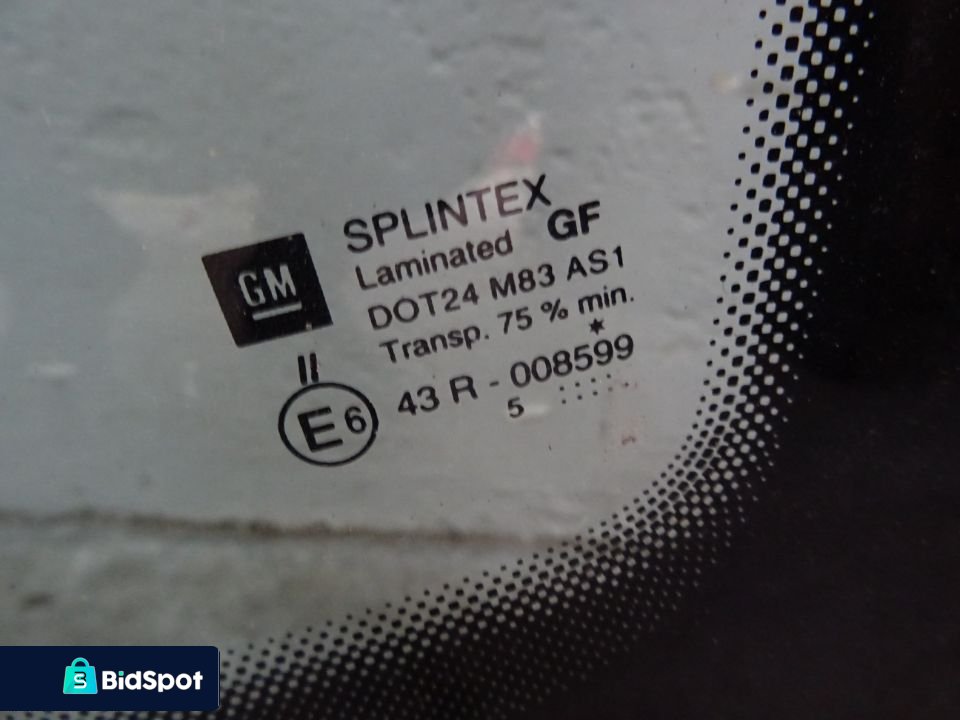 SPLINTEX
Laminated GF
GM
DOT24 M83 AS1
Transp. 75 % min.
II
E6 43 R - 008599
5
BidSpot